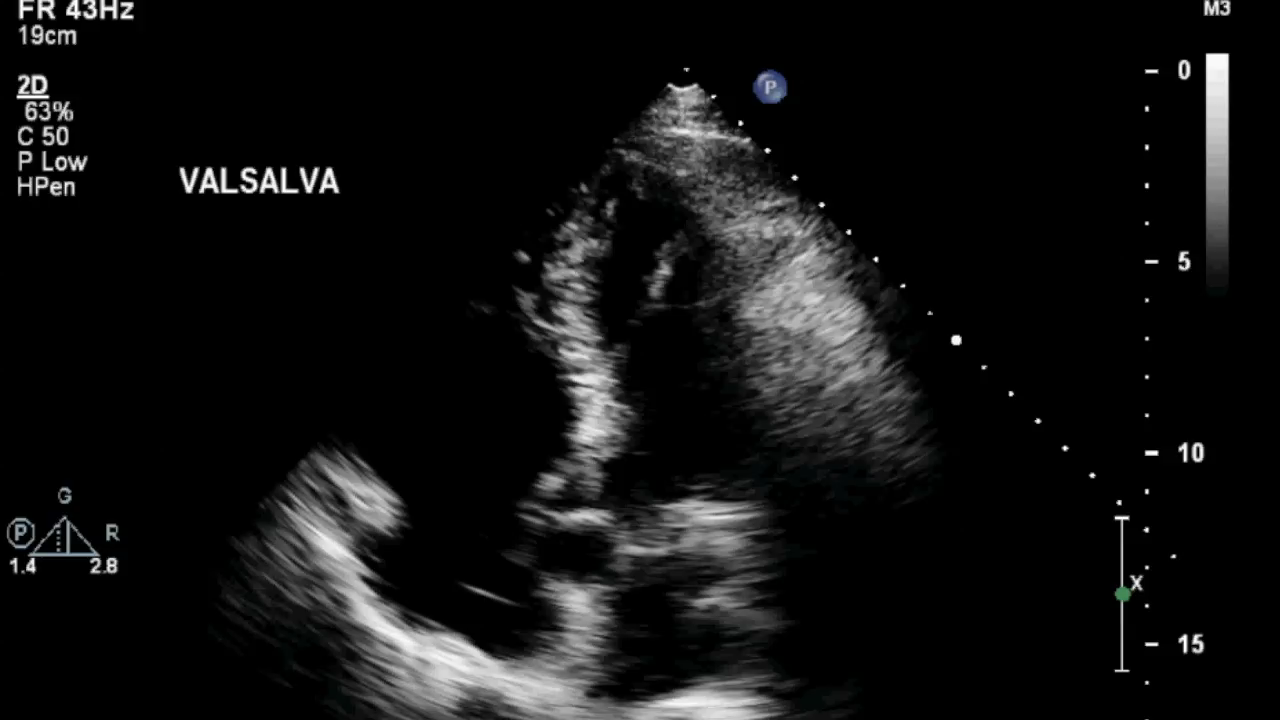 FR 43Hz
19cm
2D
63%
C 50
P Low
HPen
VALSALVA
P
M3
0
5
10
15
X
G
P R
1.4 2.8